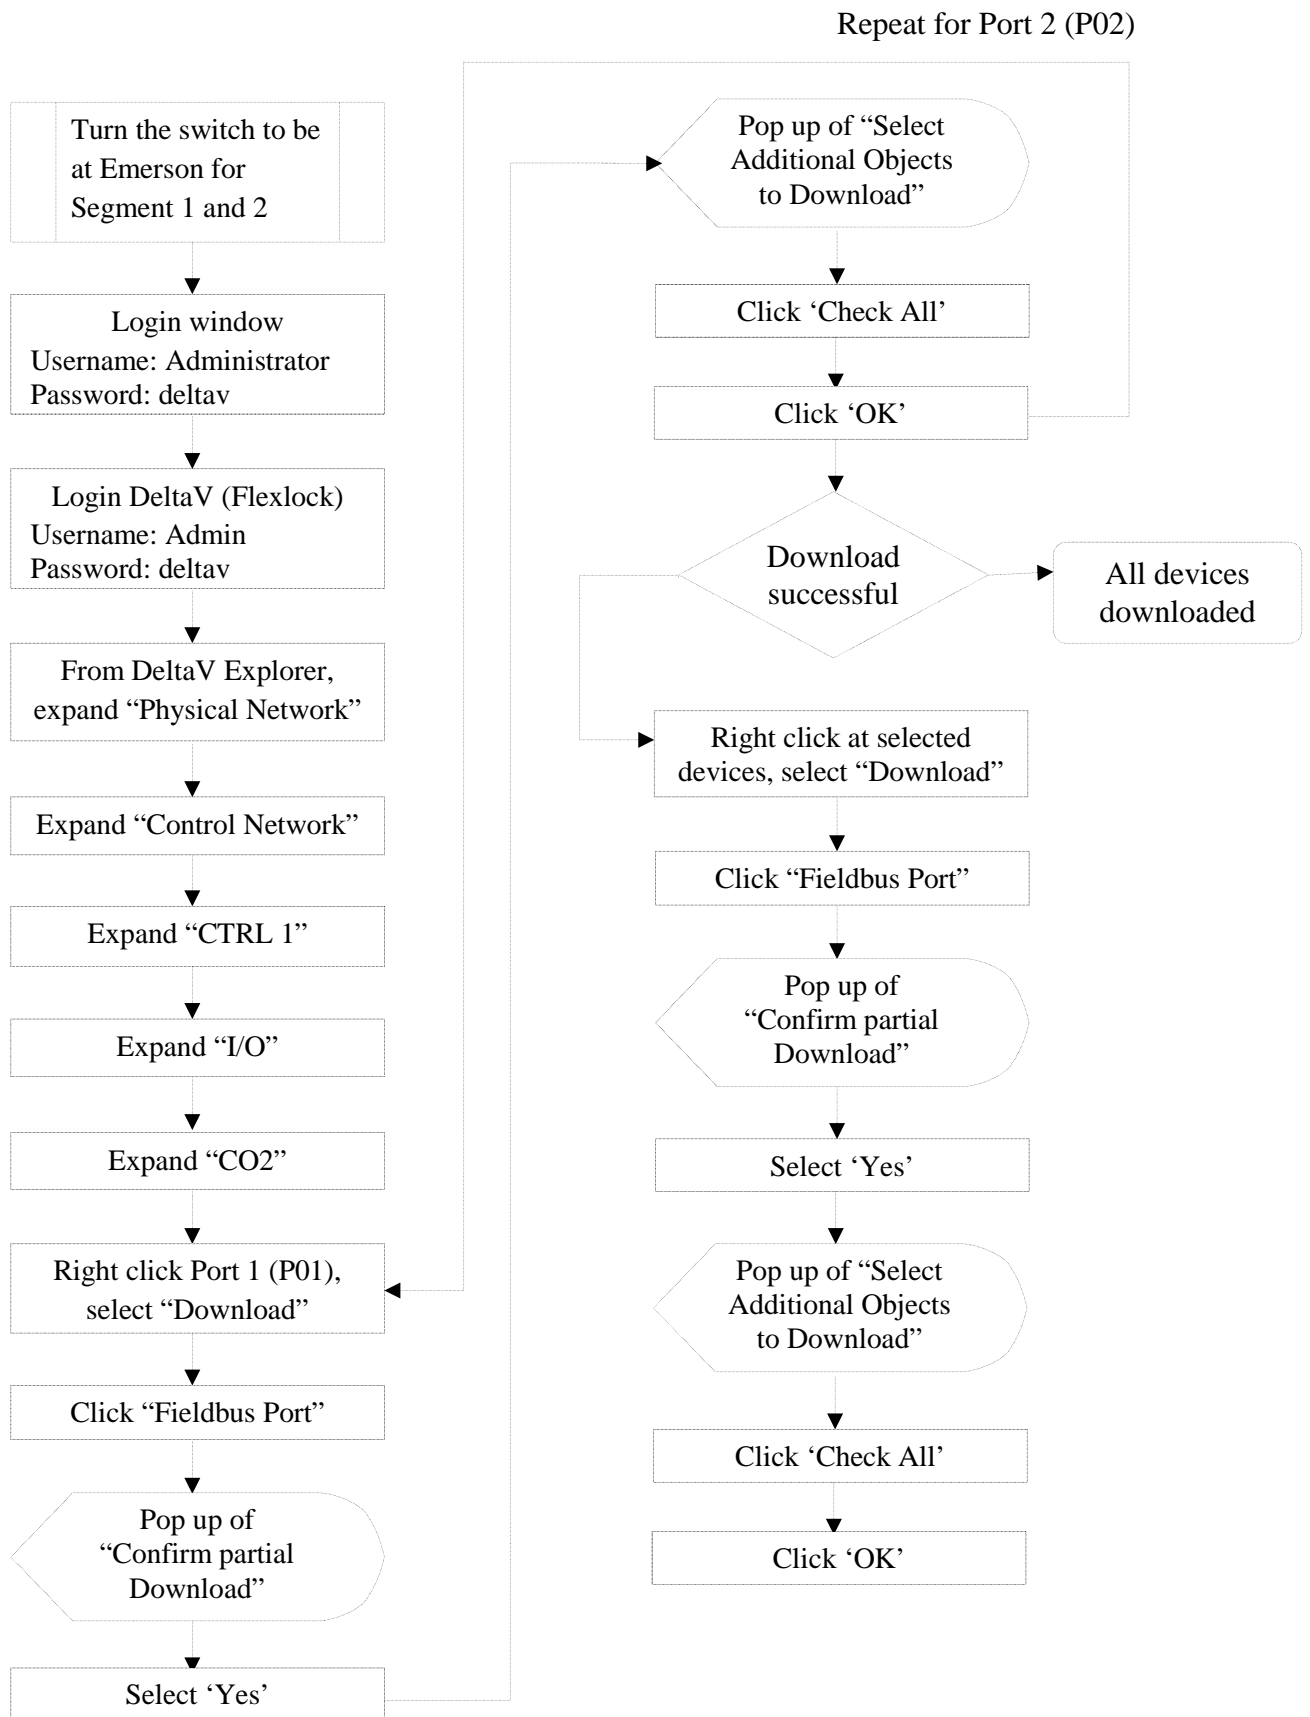 Repeat for Port 2 (P02)
Turn the switch to be
at Emerson for
Segment 1 and 2
Login window
Username: Administrator
Password: deltav
Login DeltaV (Flexlock)
Username: Admin
Password: deltav
From DeltaV Explorer,
expand “Physical Network”
Expand “Control Network”
Expand “CTRL 1”
Expand “I/O”
Expand “CO2”
Right click Port 1 (P01),
select “Download”
Click “Fieldbus Port”
Pop up of
“Confirm partial
Download”
Select ‘Yes’
Pop up of “Select
Additional Objects
to Download”
Click ‘Check All’
Click ‘OK’
Download
successful
All devices
downloaded
Right click at selected
devices, select “Download”
Click “Fieldbus Port”
Pop up of
“Confirm partial
Download”
Select ‘Yes’
Pop up of “Select
Additional Objects
to Download”
Click ‘Check All’
Click ‘OK’